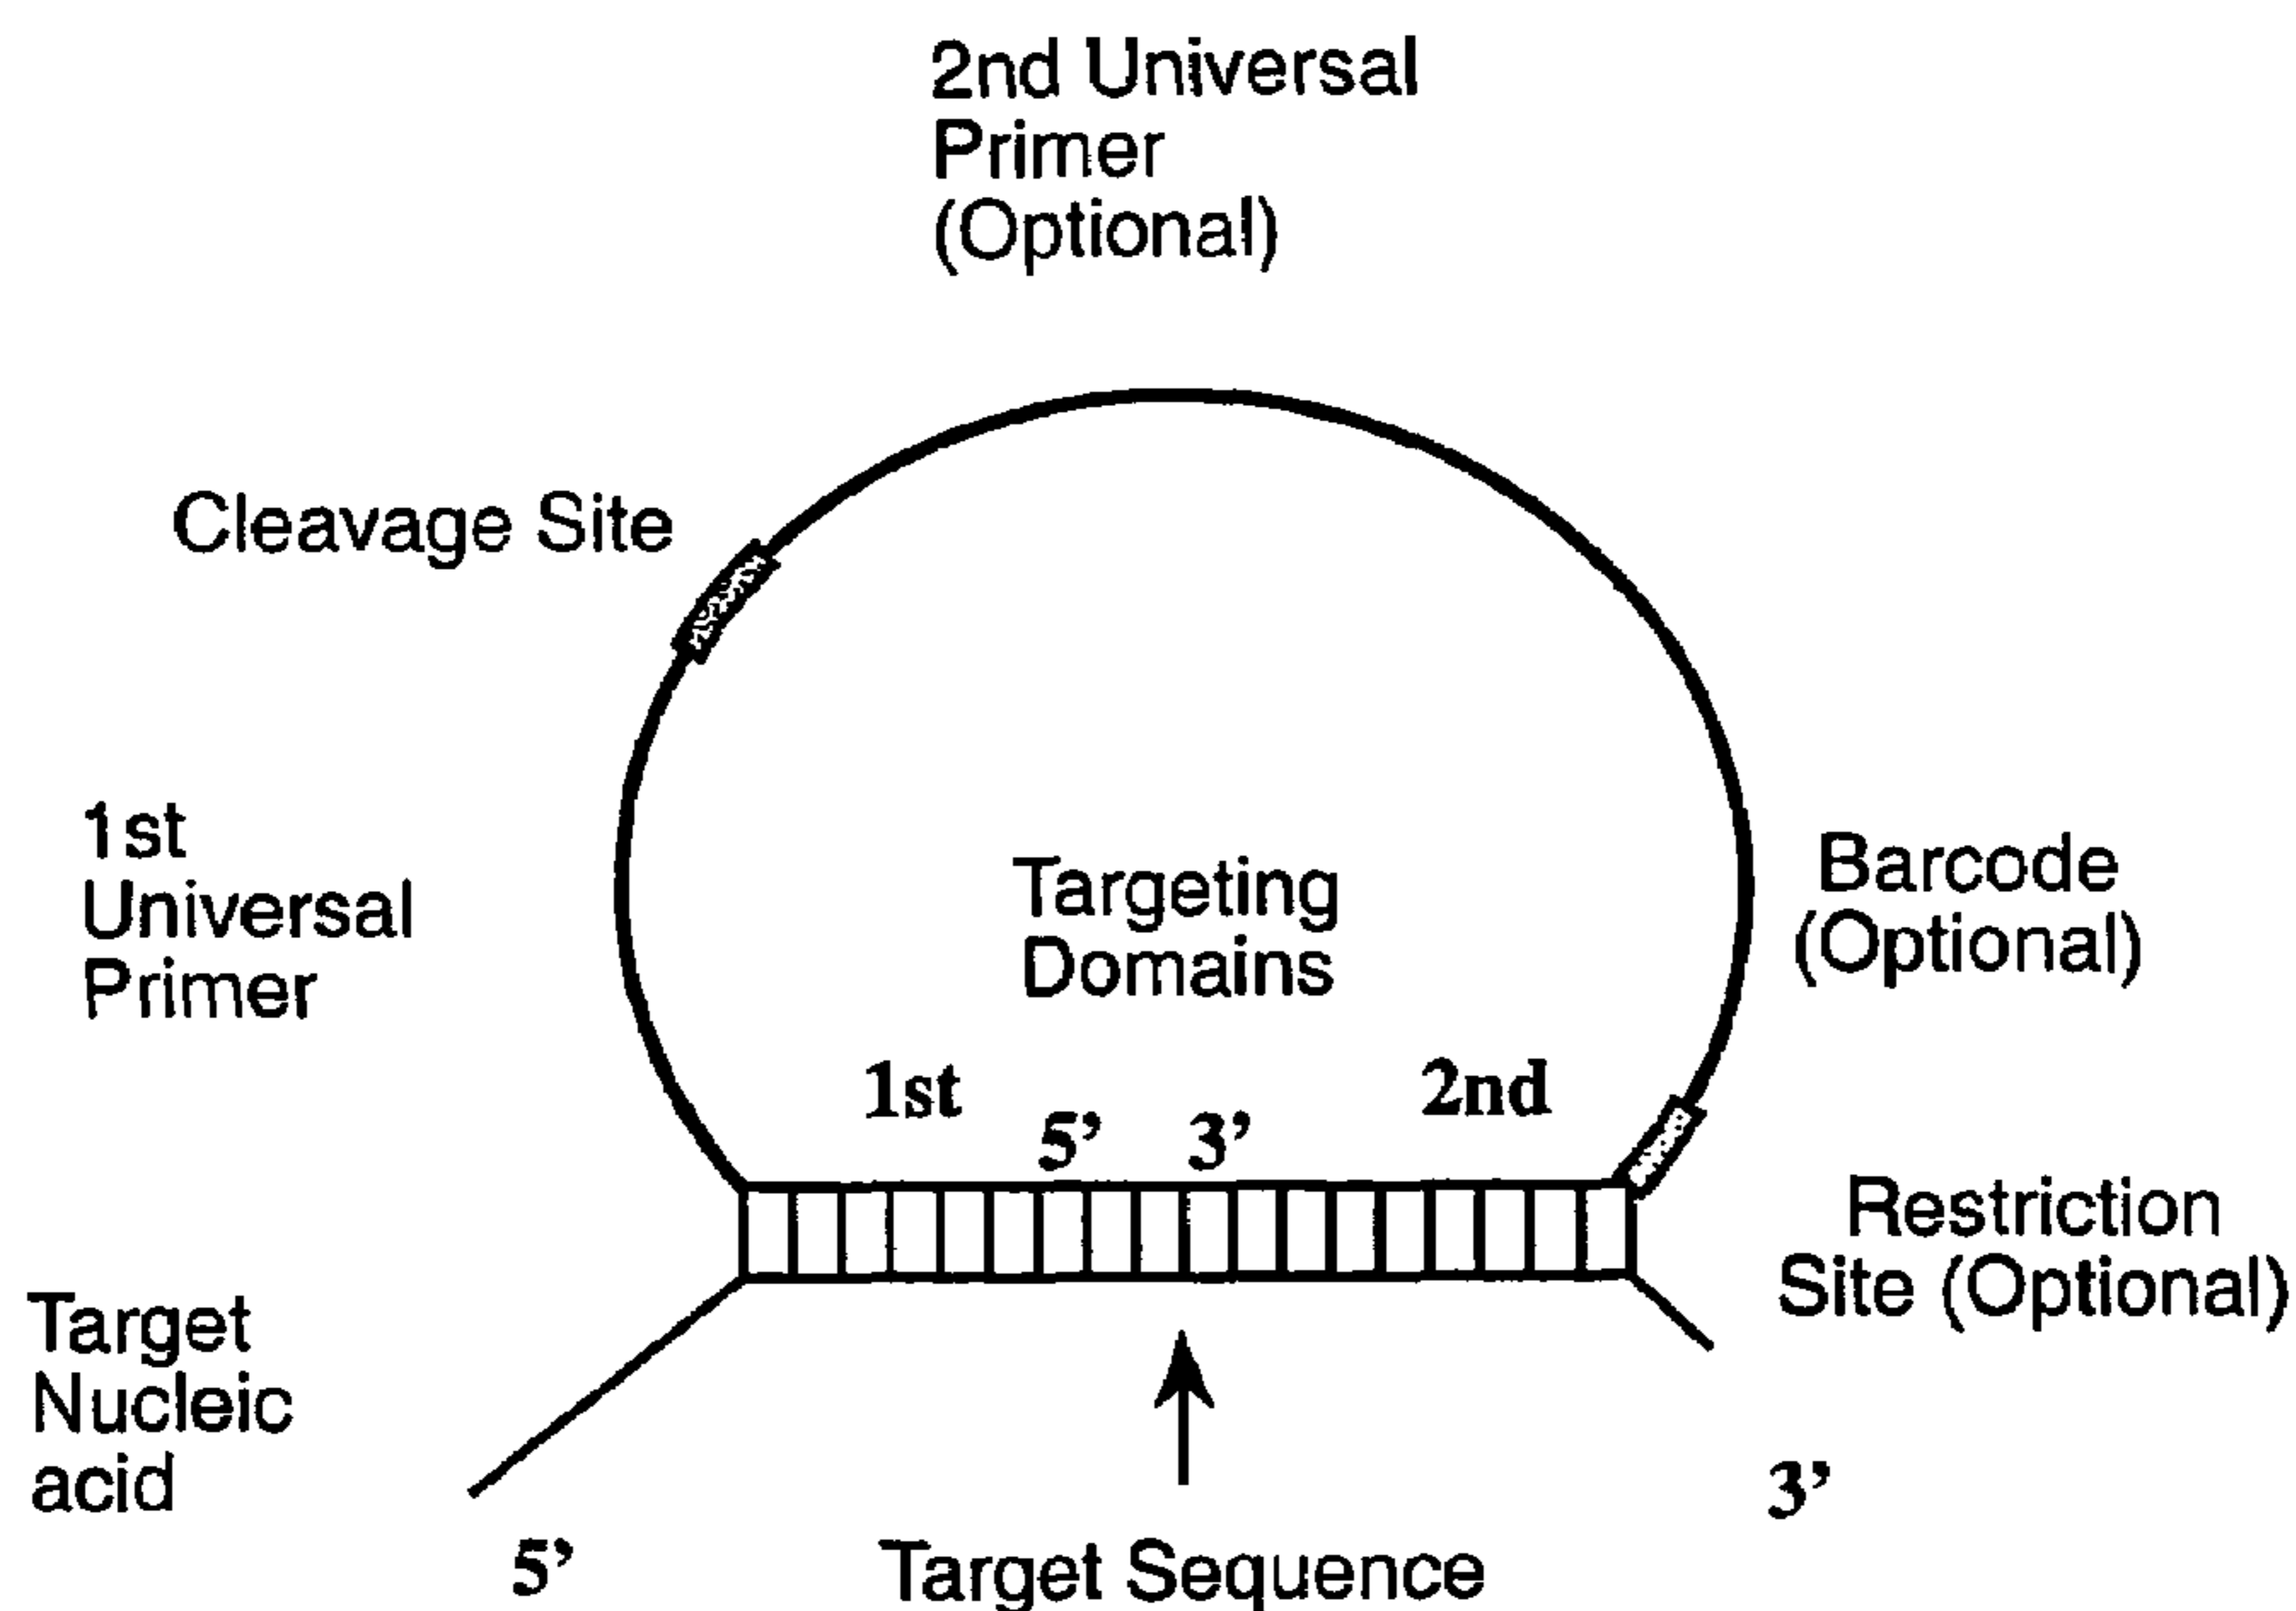 2nd Universal
Primer
(Optional)
Cleavage Site
1st
Universal
Primer
Targeting
Domains
Barcode
(Optional)
1st
2nd
5’
3’
Restriction
Site (Optional)
Target
Nucleic
acid
5’
Target Sequence
3’